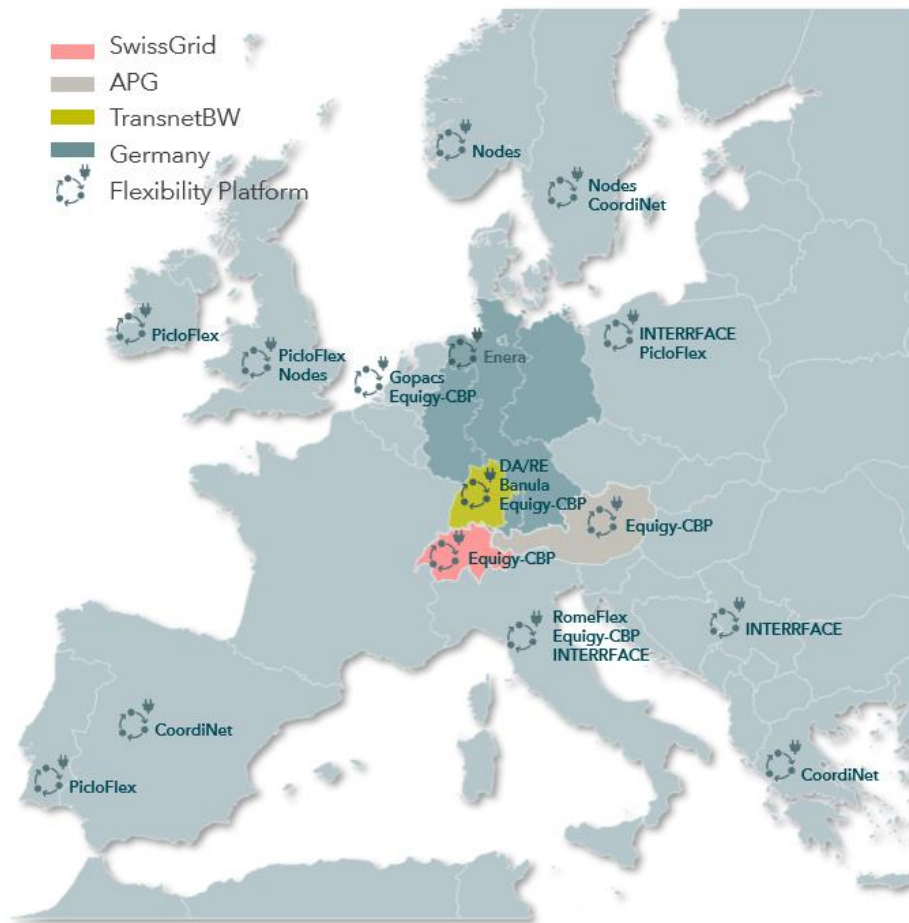 SwissGrid
APG
TransnetBW
Germany
Flexibility Platform
Nodes
Nodes
CoordiNet
PicloFlex
PicloFlex
Nodes
Gopacs
Equigy-CBP
Enera
INTERRFACE
PicloFlex
DA/RE
Banula
Equigy-CBP
Equigy-CBP
Equigy-CBP
RomeFlex
Equigy-CBP
INTERRFACE
INTERRFACE
CoordiNet
PicloFlex
CoordiNet